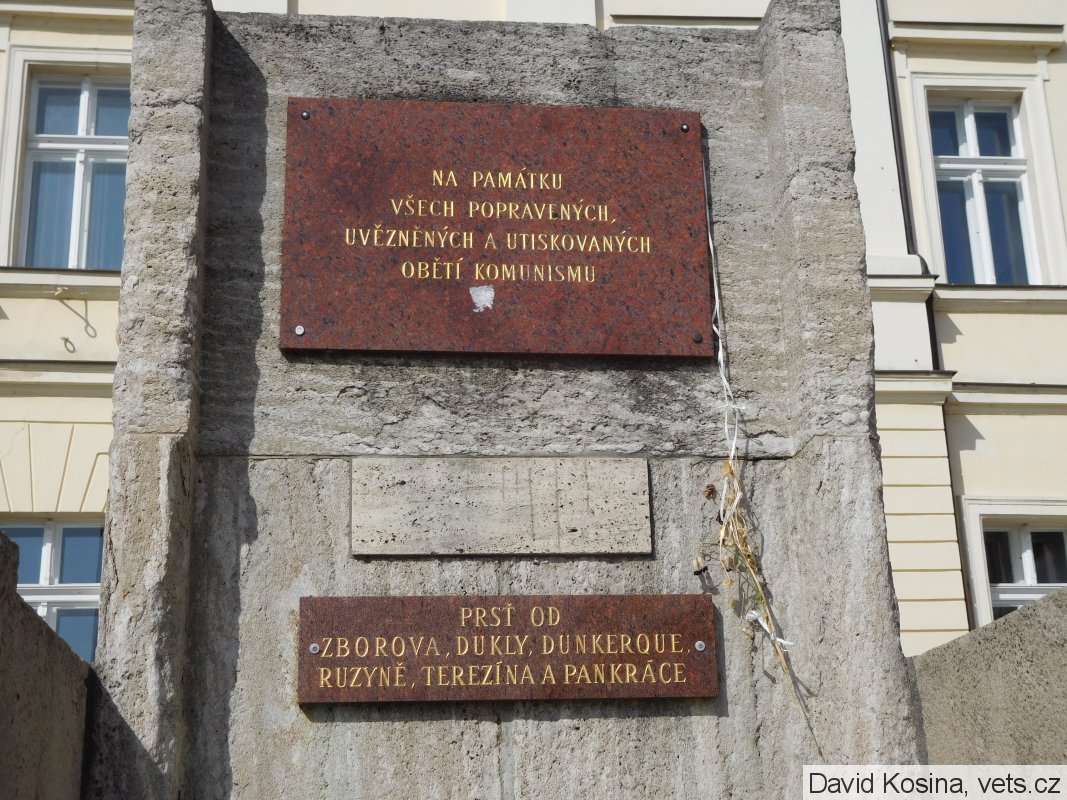 NA PAMÁTKU
VŠECH POPRAVENÝCH,
UVĚZNĚNÝCH A UTISKOVANÝCH
OBĚTÍ KOMUNISMU
PRSŤ OD
ZBOROVA, DUKLY, DUNKERQUE,
RUZYNĚ, TEREZÍNA A PANKRÁCE
David Kosina, vets.cz